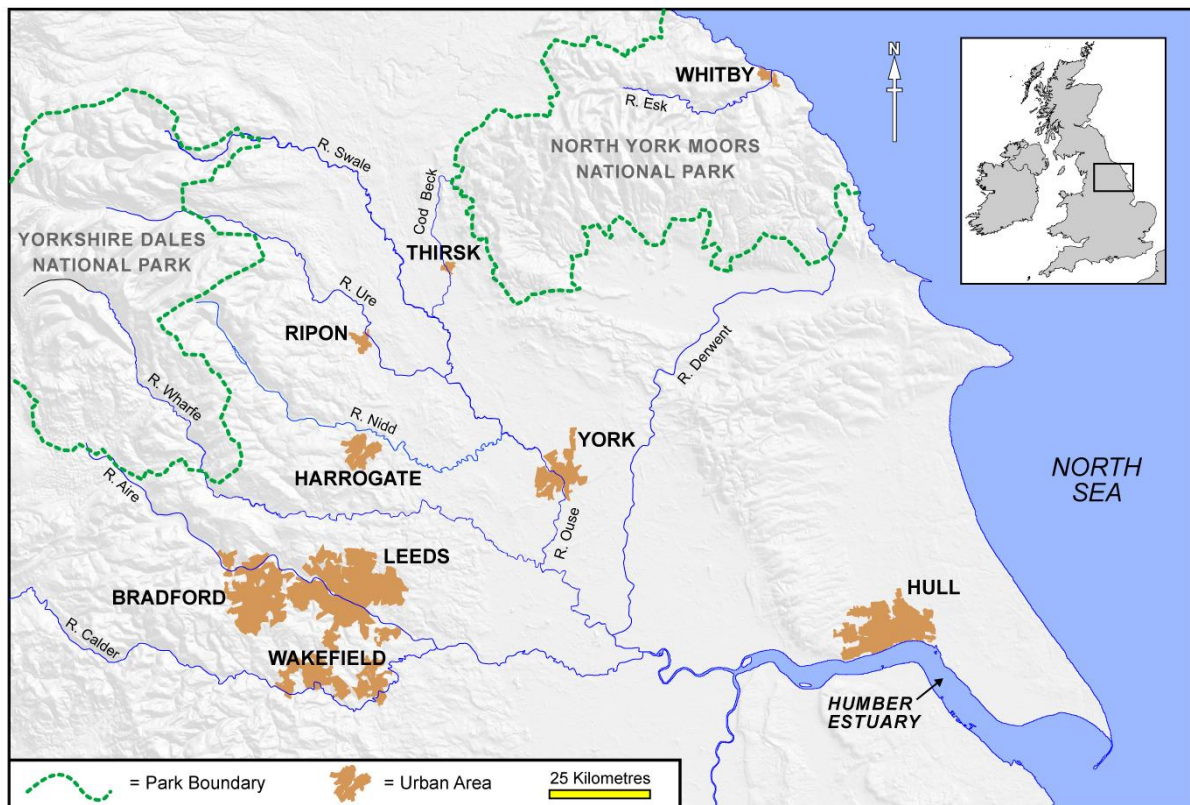 WHITBY
N
R. Esk
NORTH YORK MOORS
NATIONAL PARK
R. Swale
Cod Beck
YORKSHIRE DALES
NATIONAL PARK
THIRSK
R. Ure
RIPON
R. Derwent
R. Wharfe
R. Nidd
YORK
HARROGATE
NORTH
SEA
R. Aire
R. Ouse
LEEDS
BRADFORD
HULL
R. Calder
WAKEFIELD
HUMBER
ESTUARY
= Park Boundary
= Urban Area
25 Kilometres